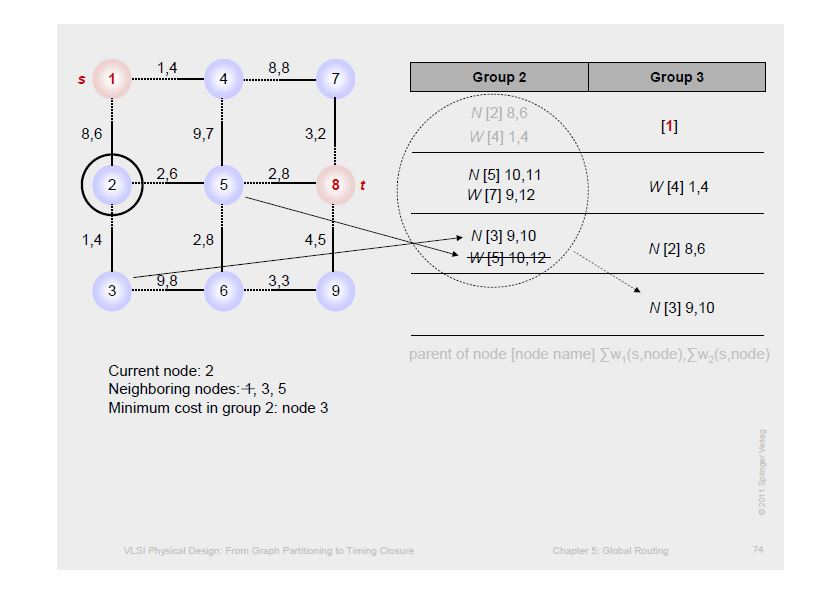 s 1 1,4 4 8,8 7
8,6 9,7 3,2
2 2,6 5 2,8 8 t
1,4 2,8 4,5
3 9,8 6 3,3 9
Group 2 Group 3
N [2] 8,6
W [4] 1,4
[1]
N [5] 10,11
W [7] 9,12
W [4] 1,4
N [3] 9,10
W [5] 10,12
N [2] 8,6
N [3] 9,10
parent of node [node name] ∑w1(s,node),∑w2(s,node)
Current node: 2
Neighboring nodes: 1, 3, 5
Minimum cost in group 2: node 3
© 2011 Springer Verlag
VLSI Physical Design: From Graph Partitioning to Timing Closure Chapter 5: Global Routing 74